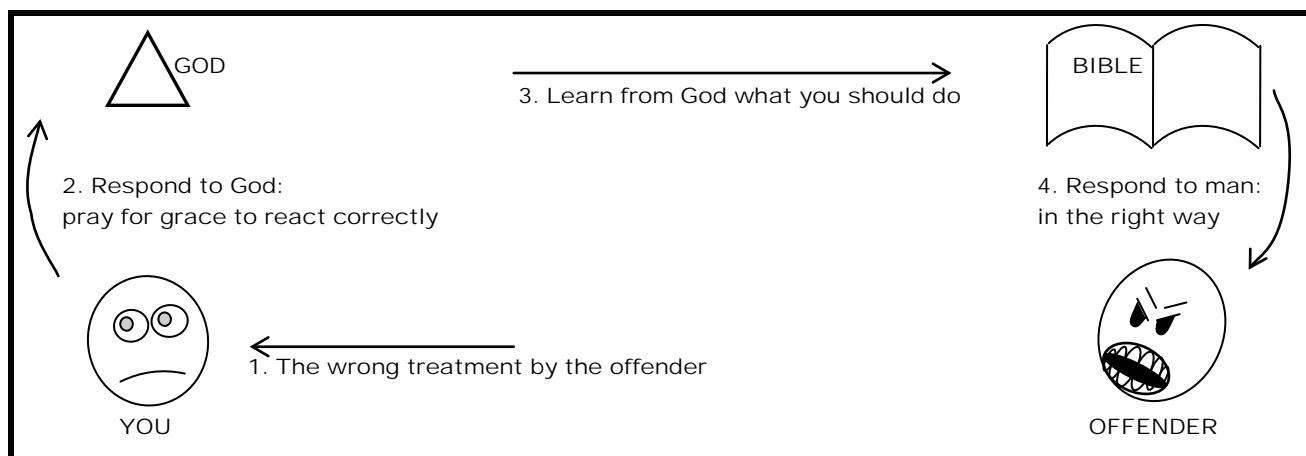 GOD
BIBLE
3. Learn from God what you should do
2. Respond to God:
pray for grace to react correctly
4. Respond to man:
in the right way
1. The wrong treatment by the offender
YOU
OFFENDER